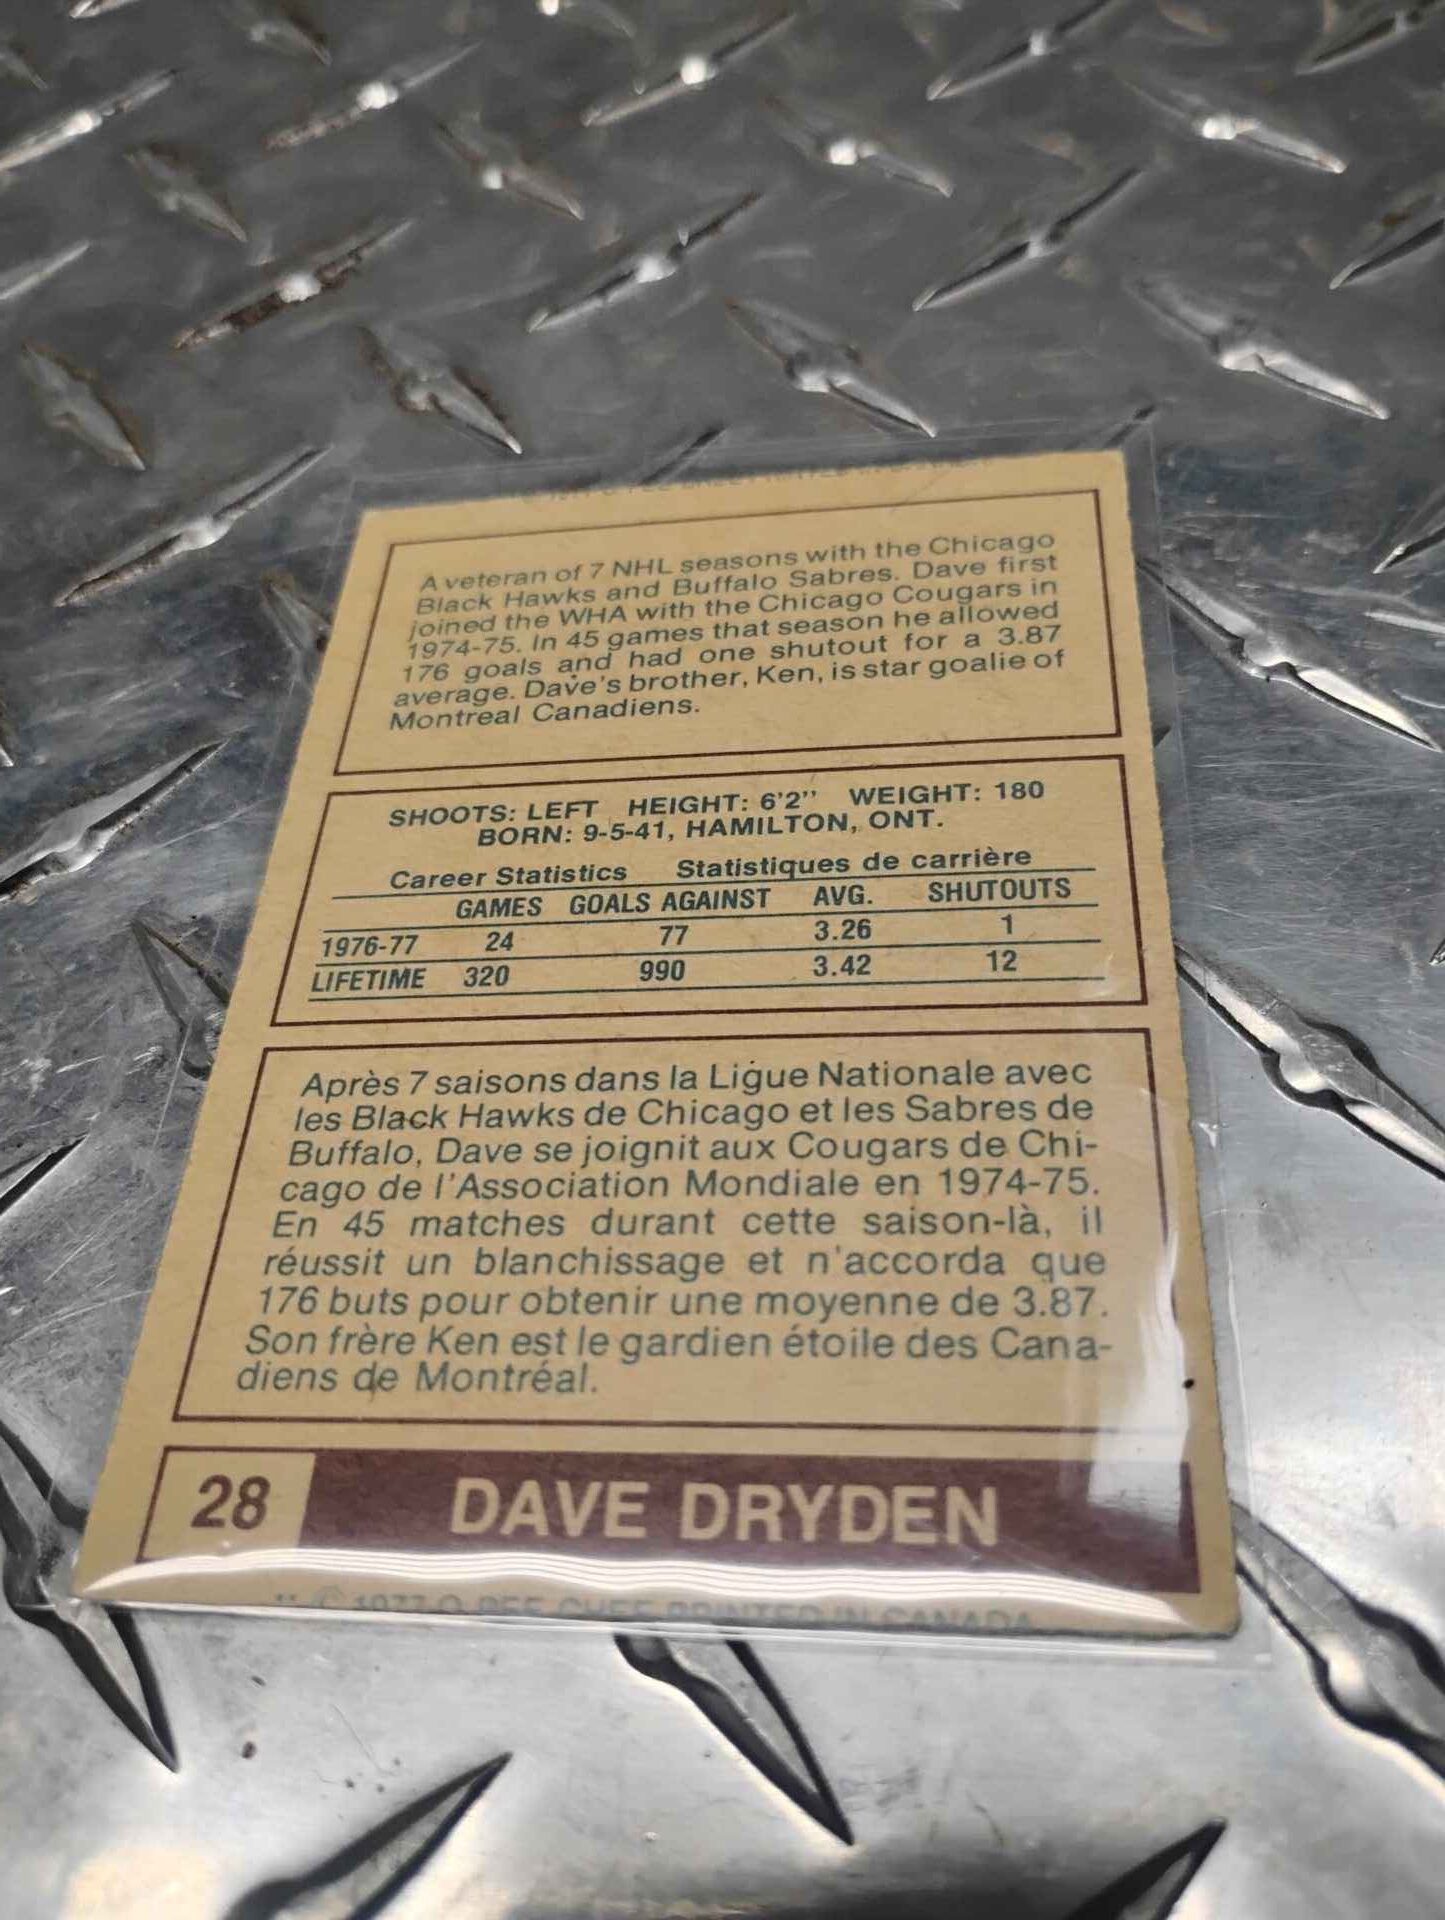 A veteran of 7 NHL seasons with the Chicago
Black Hawks and Buffalo Sabres. Dave first
joined the WHA with the Chicago Cougars in
1974-75. In 45 games that season he allowed
176 goals and had one shutout for a 3.87
average. Dave's brother, Ken, is star goalie of
Montreal Canadiens.
SHOOTS: LEFT HEIGHT: 6'2" WEIGHT: 180
BORN: 9-5-41, HAMILTON, ONT.
Career Statistics Statistiques de carrière
GAMES GOALS AGAINST AVG. SHUTOUTS
1976-77 24 77 3.26 1
LIFETIME 320 990 3.42 12
Après 7 saisons dans la Ligue Nationale avec
les Black Hawks de Chicago et les Sabres de
Buffalo, Dave se joignit aux Cougars de Chi-
cago de l'Association Mondiale en 1974-75.
En 45 matches durant cette saison-là, il
réussit un blanchissage et n'accorda que
176 buts pour obtenir une moyenne de 3.87.
Son frère Ken est le gardien étoile des Cana-
diens de Montréal.
28 DAVE DRYDEN
© 1977 O-PEE-CHEE PRINTED IN CANADA